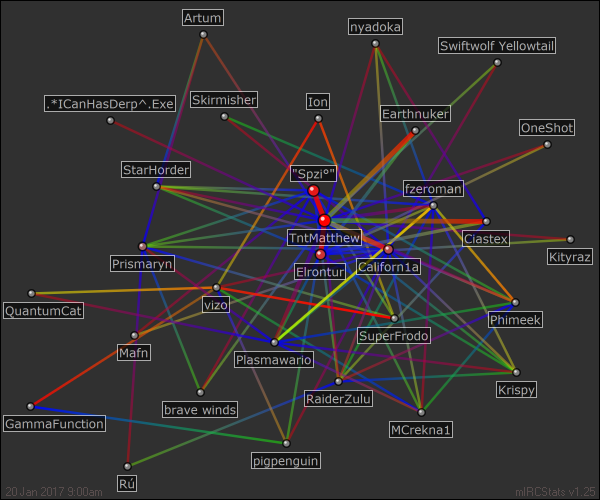 Artum
nyadoka
Swiftwolf Yellowtail
.*ICanHasDerp^.Exe
Skirmisher
Ion
Earthnuker
OneShot
StarHorder
"Spzi°"
fzeroman
TntMatthew
Ciastex
Prismaryn
Elrontur
Californ1a
Kityraz
QuantumCat
vizo
SuperFrodo
Phimeek
Mafn
Plasmawario
Krispy
GammaFunction
brave winds
RaiderZulu
MCrekna1
pigpenguin
Rú
20 Jan 2017 9:00am
mIRCStats v1.25